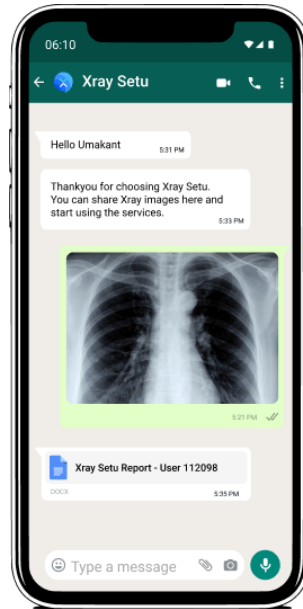 06:10
Xray Setu
Hello Umakant
5:31 PM
Thankyou for choosing Xray Setu.
You can share Xray images here and
start using the services.
5:33 PM
5:21 PM
Xray Setu Report - User 112098
DOCX
5:35 PM
Type a message